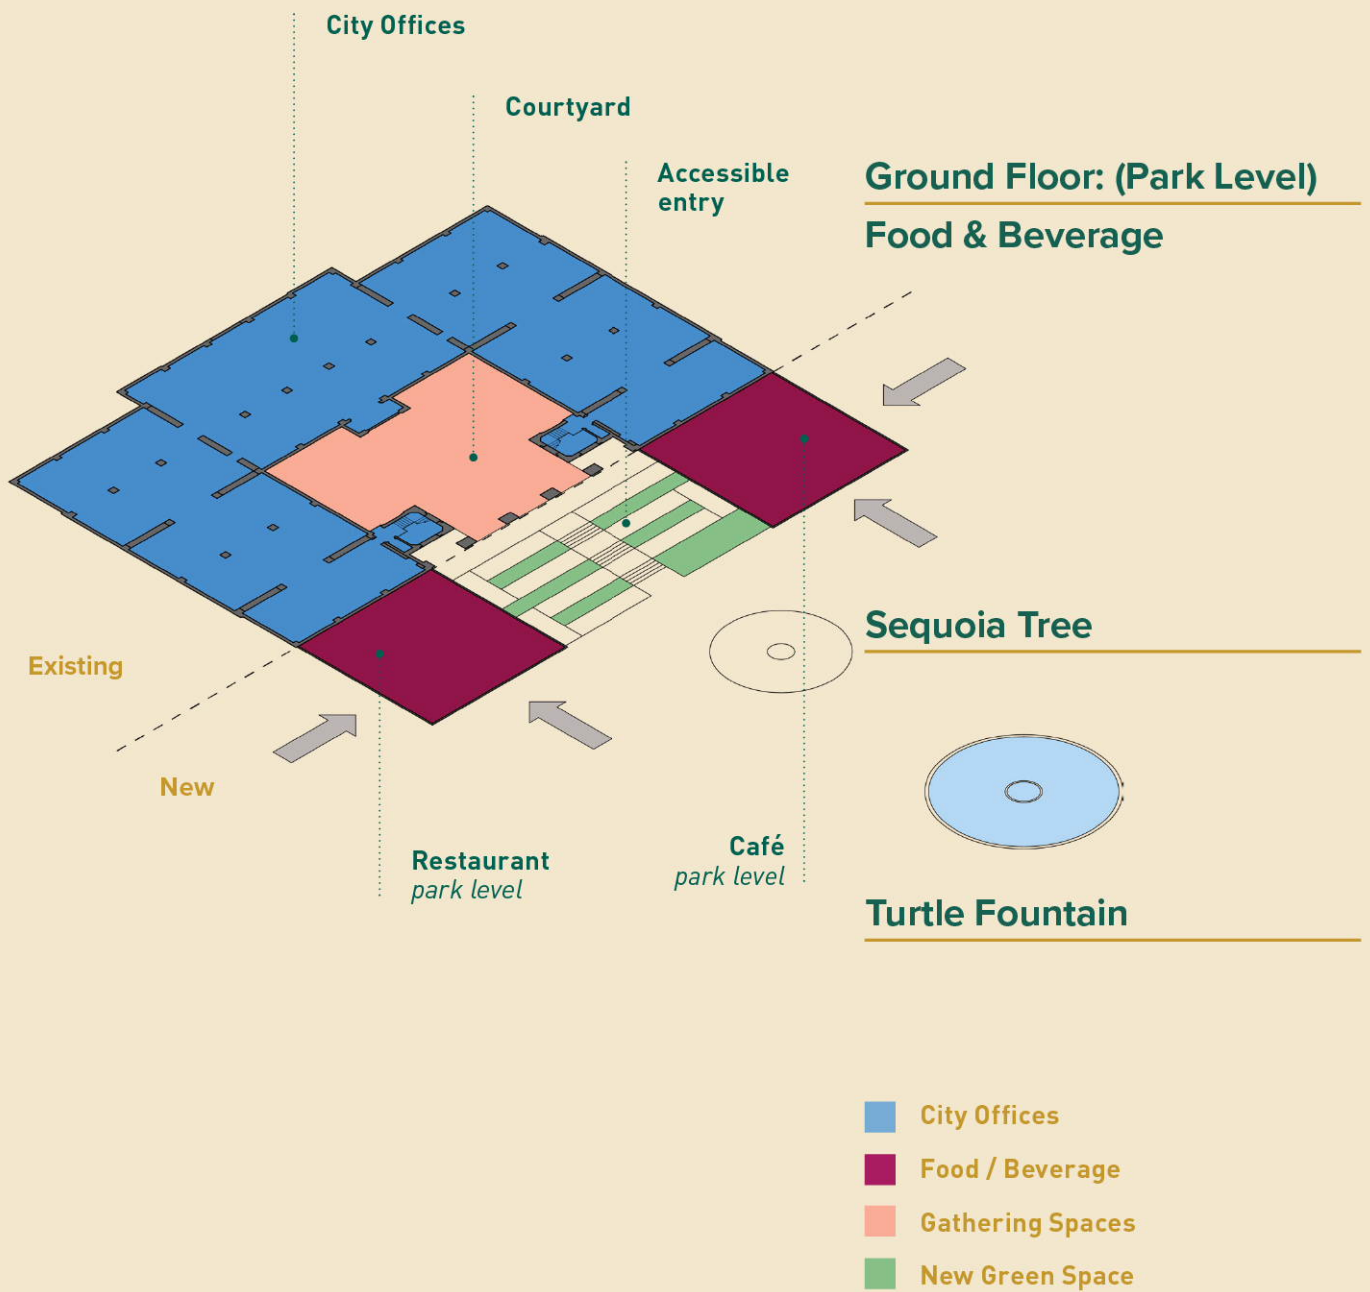 City Offices
Courtyard
Accessible
entry
Ground Floor: (Park Level)
Food & Beverage
Sequoia Tree
Existing
New
Restaurant
park level
Café
park level
Turtle Fountain
City Offices
Food / Beverage
Gathering Spaces
New Green Space